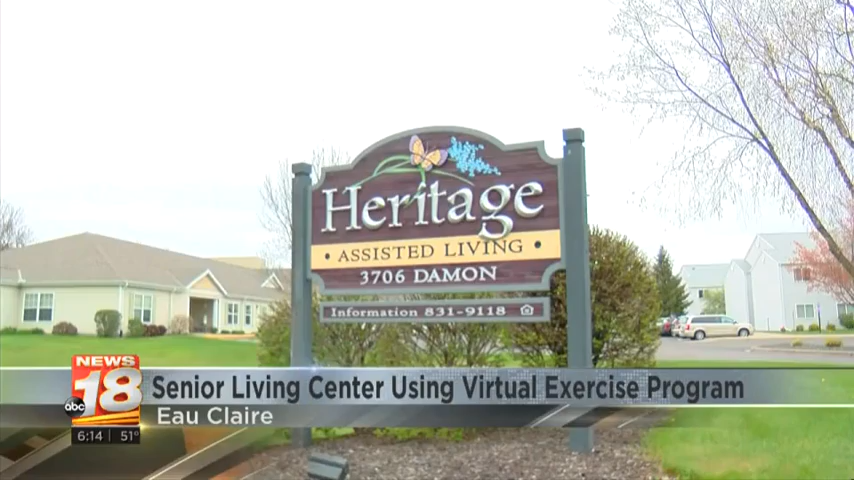 Heritage
• ASSISTED LIVING •
3706 DAMON
Information 831-9118
NEWS
18
abc
Senior Living Center Using Virtual Exercise Program
Eau Claire
6:14 51°